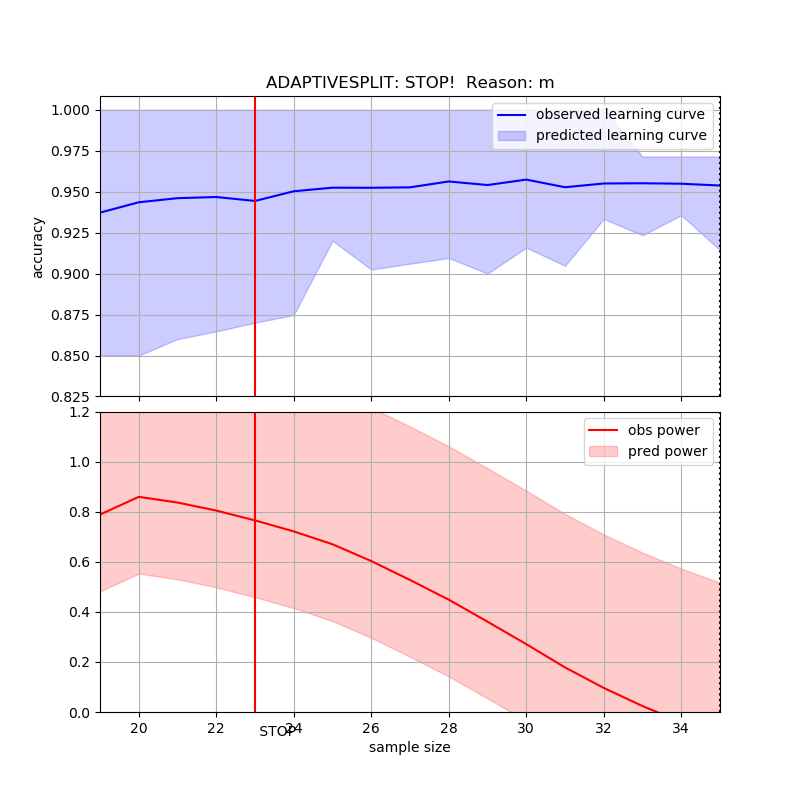 ADAPTIVESPLIT: STOP!  Reason: m
1.000
0.975
0.950
0.925
0.900
0.875
0.850
0.825
accuracy
observed learning curve
predicted learning curve
1.2
1.0
0.8
0.6
0.4
0.2
0.0
obs power
pred power
20 22 24 26 28 30 32 34
STOP
sample size